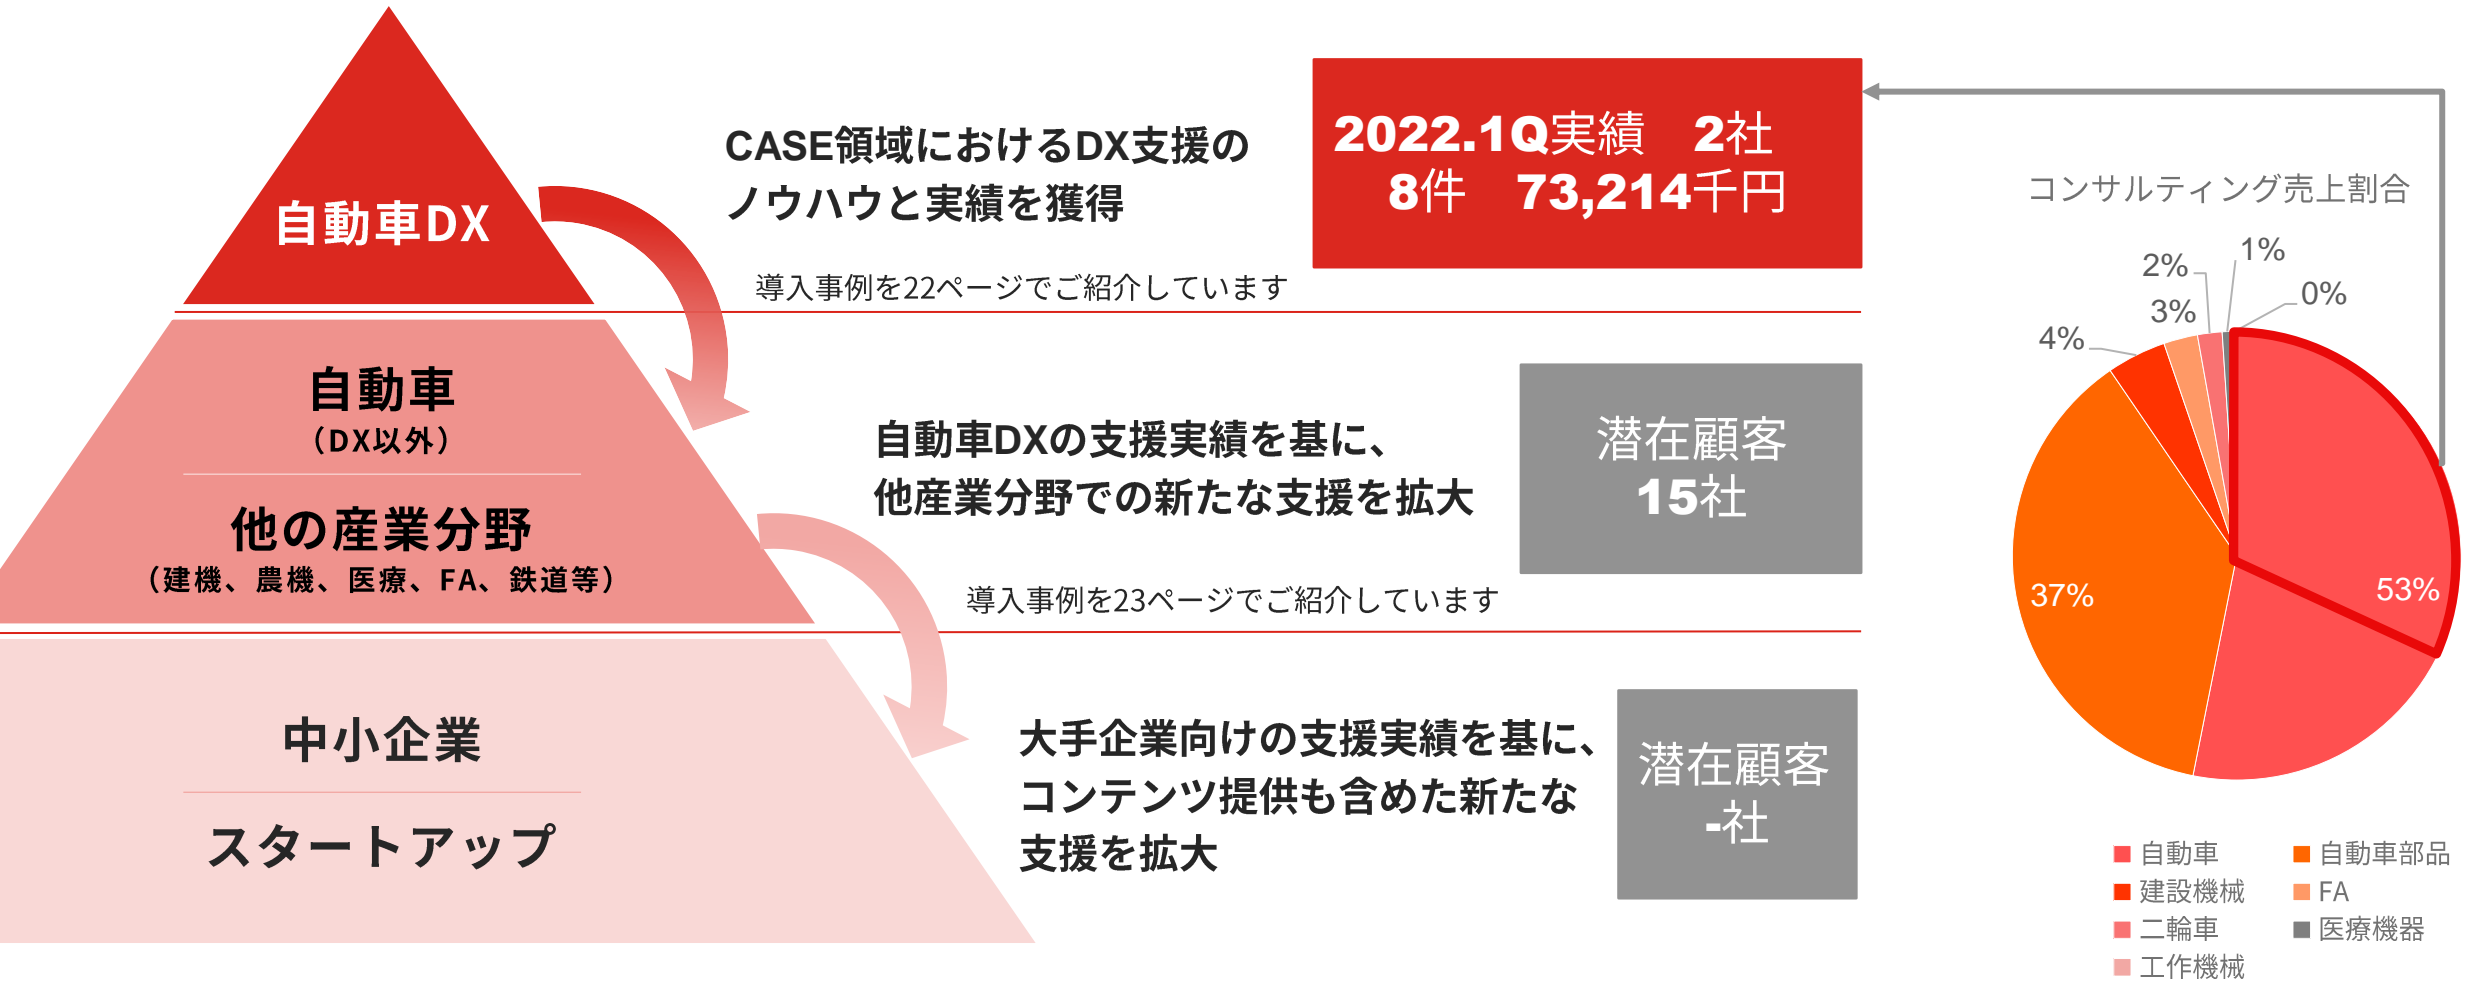 自動車DX
CASE領域におけるDX支援の
ノウハウと実績を獲得
導入事例を22ページでご紹介しています
2022.1Q実績　2社
8件　73,214千円
自動車
（DX以外）
他の産業分野
（建機、農機、医療、FA、鉄道等）
自動車DXの支援実績を基に、
他産業分野での新たな支援を拡大
導入事例を23ページでご紹介しています
潜在顧客
15社
中小企業
スタートアップ
大手企業向けの支援実績を基に、
コンテンツ提供も含めた新たな
支援を拡大
潜在顧客
-社
コンサルティング売上割合
1%
2%
0%
3%
4%
53%
37%
自動車
自動車部品
建設機械
FA
二輪車
医療機器
工作機械